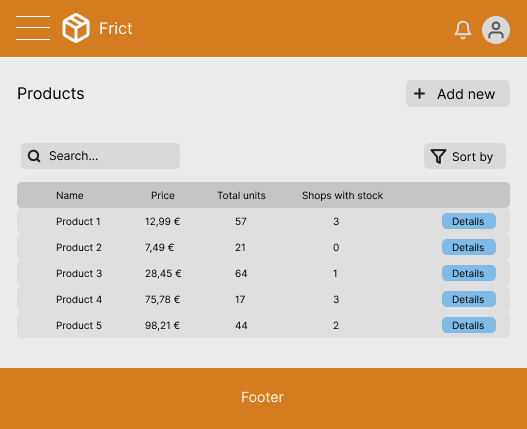 Frict
Products
Add new
Search...
Sort by
Name Price Total units Shops with stock
Product 1 12,99 € 57 3 Details
Product 2 7,49 € 21 0 Details
Product 3 28,45 € 64 1 Details
Product 4 75,78 € 17 3 Details
Product 5 98,21 € 44 2 Details
Footer